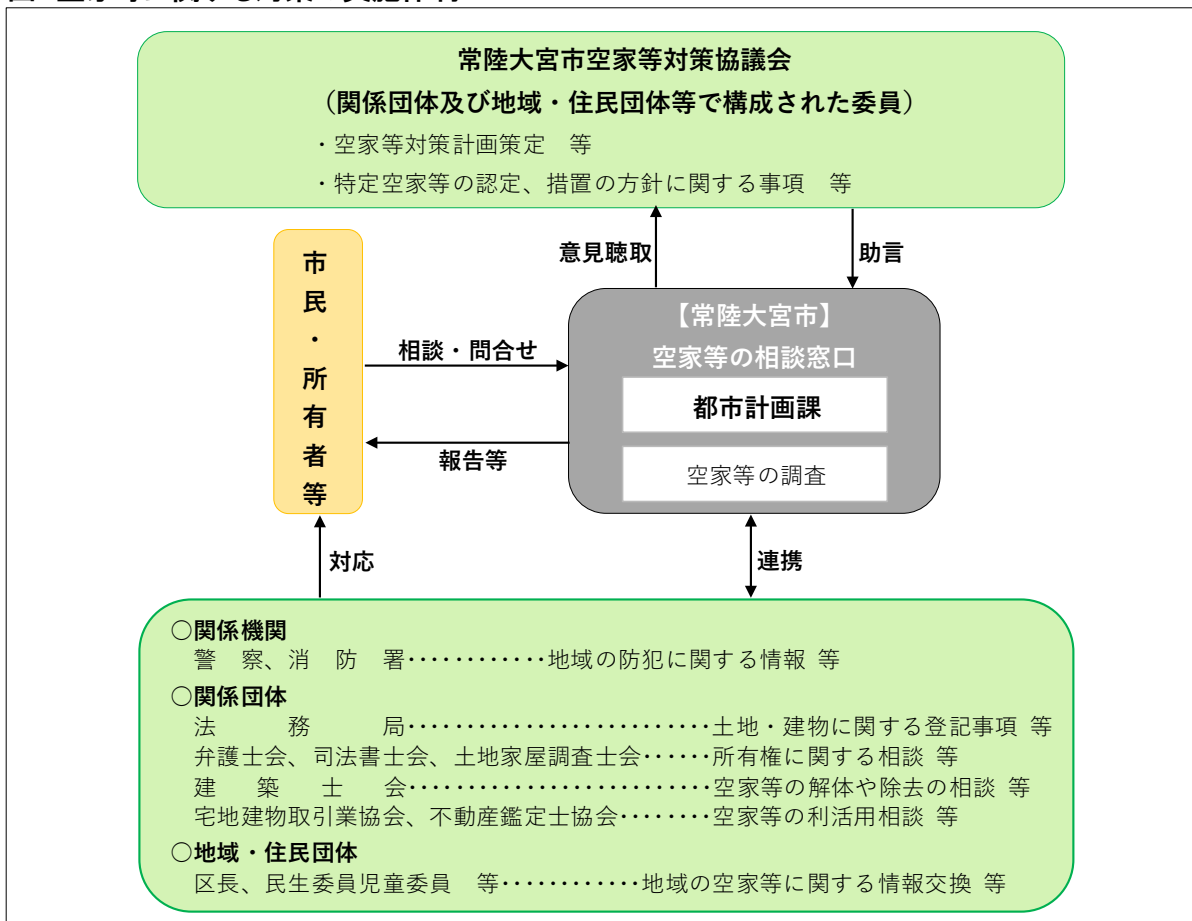 常陸大宮市空家等対策協議会
（関係団体及び地域・住民団体等で構成された委員）
・空家等対策計画策定　等
・特定空家等の認定、措置の方針に関する事項　等
意見聴取
助言
市民・所有者等
【常陸大宮市】
空家等の相談窓口
都市計画課
空家等の調査
相談・問合せ
報告等
対応
連携
○関係機関
警　察、消　防　署････････････地域の防犯に関する情報 等
○関係団体
法　　　務　　　局･･････････････････････････土地・建物に関する登記事項 等
弁護士会、司法書士会、土地家屋調査士会･･････所有権に関する相談 等
建　　築　　士　　会･･････････････････････････空家等の解体や除去の相談 等
宅地建物取引業協会、不動産鑑定士協会････････空家等の利活用相談 等
○地域・住民団体
区長、民生委員児童委員　等････････････地域の空家等に関する情報交換 等